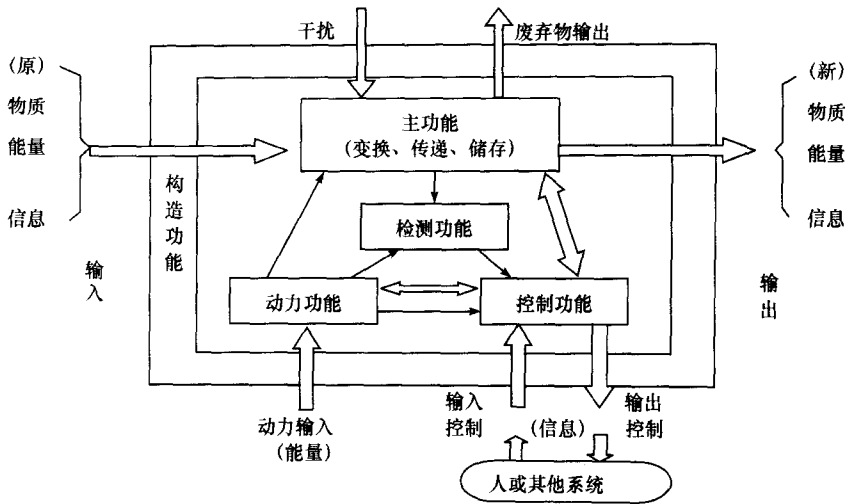 干扰
废弃物输出
(原)
物质
能量
信息
输入
构造功能
主功能
(变换、传递、储存)
检测功能
动力功能
控制功能
(新)
物质
能量
信息
输出
动力输入
(能量)
输入
控制
(信息)
输出
控制
人或其他系统